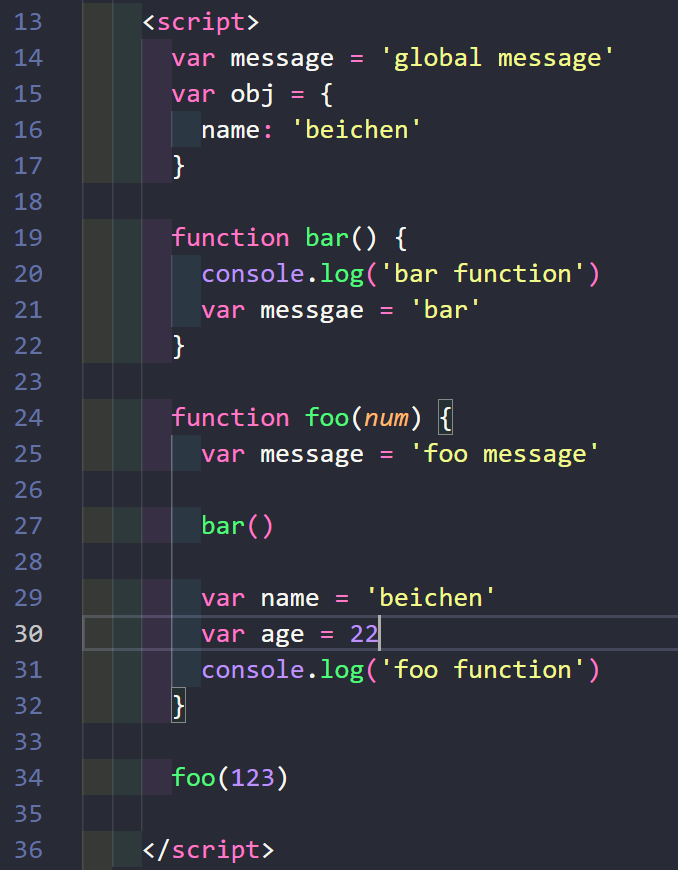 13 <script>
14 var message = 'global message'
15 var obj = {
16 name: 'beichen'
17 }
18
19 function bar() {
20 console.log('bar function')
21 var messgae = 'bar'
22 }
23
24 function foo(num) {
25 var message = 'foo message'
26
27 bar()
28
29 var name = 'beichen'
30 var age = 22
31 console.log('foo function')
32 }
33
34 foo(123)
35
36 </script>